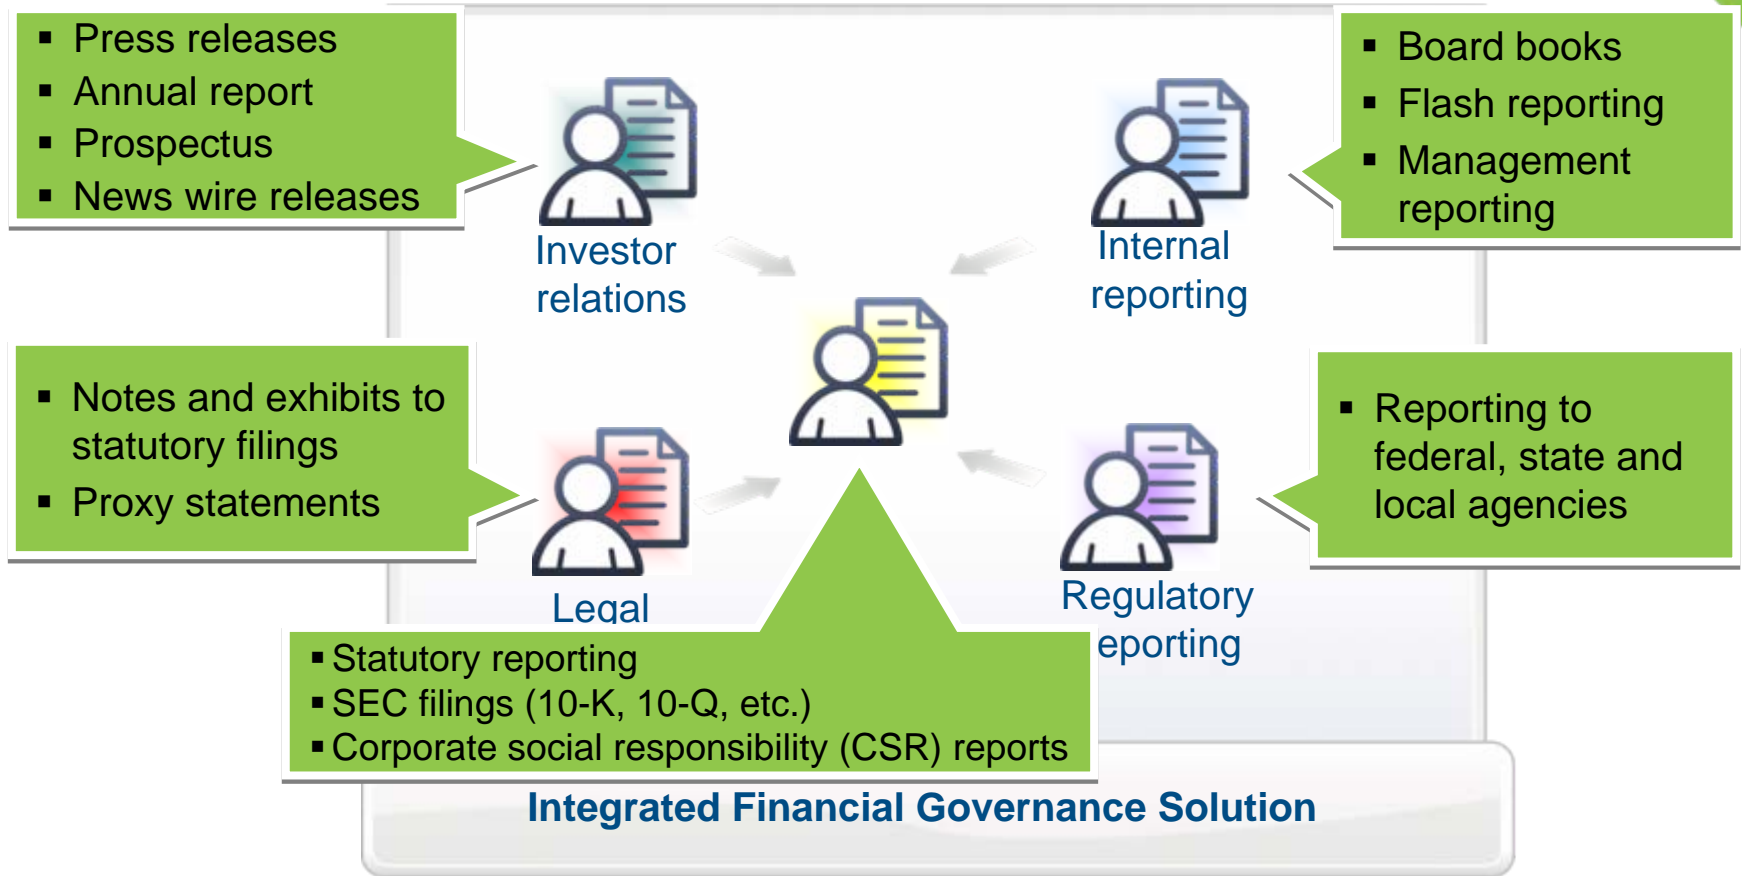 ▪ Press releases
▪ Annual report
▪ Prospectus
▪ News wire releases
▪ Board books
▪ Flash reporting
▪ Management
reporting
Investor
relations
Internal
reporting
▪ Notes and exhibits to
statutory filings
▪ Proxy statements
▪ Reporting to
federal, state and
local agencies
Legal
Regulatory
eporting
▪ Statutory reporting
▪ SEC filings (10-K, 10-Q, etc.)
▪ Corporate social responsibility (CSR) reports
Integrated Financial Governance Solution